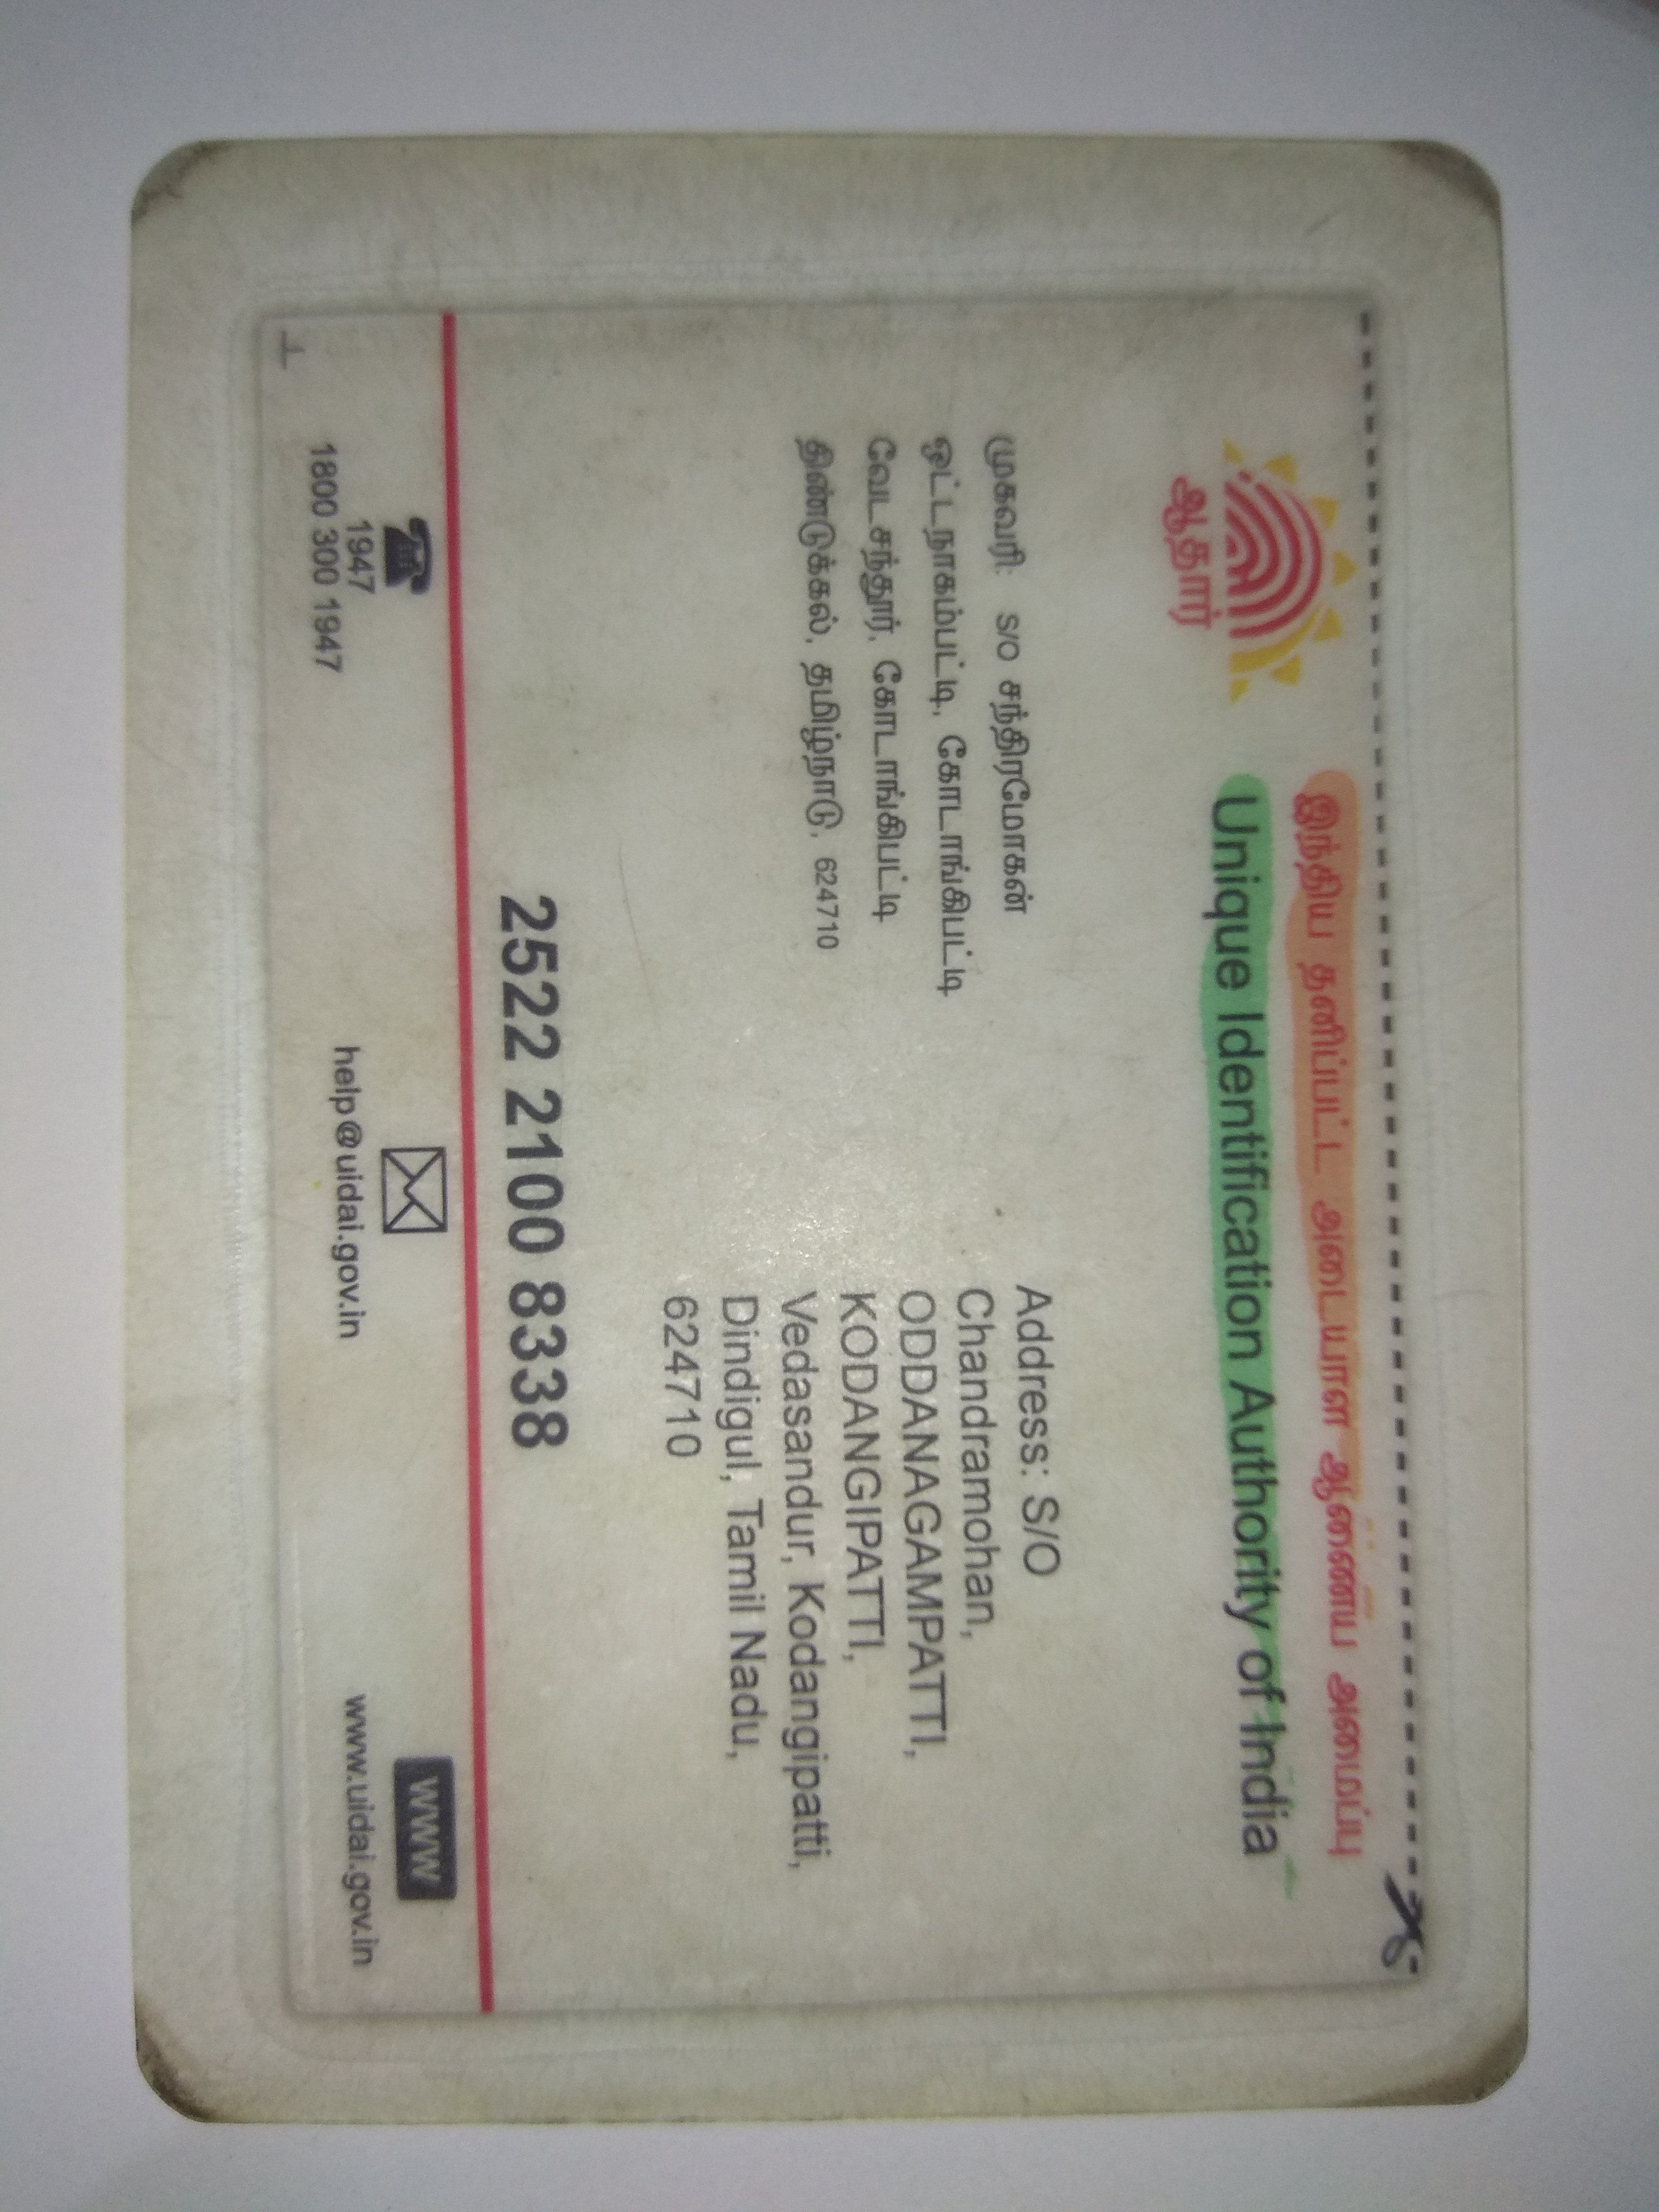 இந்திய தனிப்பட்ட அடையாள ஆணைய அமைப்பு
Unique Identification Authority of India
ஆதார்
முகவரி: S/O சந்திரமோகன்
ஒட்டநாகம்பட்டி, கோடாங்கிபட்டி
வேடசந்தூர், கோடாங்கிபட்டி
திண்டுக்கல், தமிழ்நாடு, 624710
Address: S/O
Chandramohan,
ODDANAGAMPATTI,
KODANGIPATTI,
Vedasandur, Kodangipatti,
Dindigul, Tamil Nadu,
624710
2522 2100 8338
1947
1800 300 1947
help@uidai.gov.in
WWW
www.uidai.gov.in